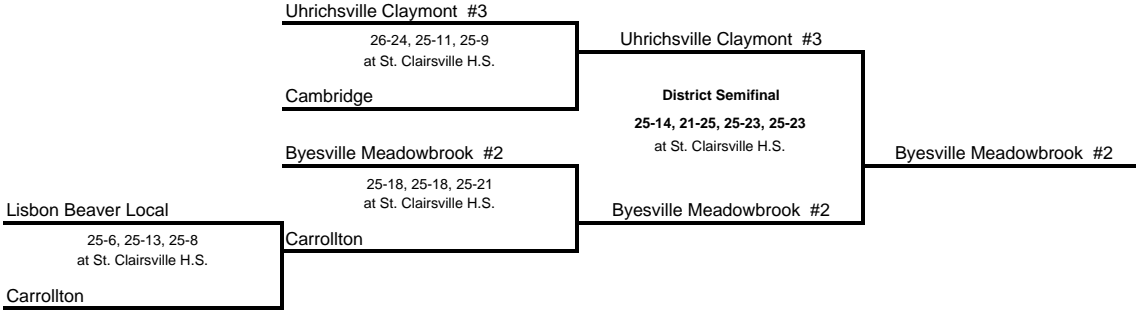 Uhrichsville Claymont #3
26-24, 25-11, 25-9
at St. Clairsville H.S.
Cambridge
Uhrichsville Claymont #3
District Semifinal
25-14, 21-25, 25-23, 25-23
at St. Clairsville H.S.
Byesville Meadowbrook #2
Byesville Meadowbrook #2
25-18, 25-18, 25-21
at St. Clairsville H.S.
Byesville Meadowbrook #2
Lisbon Beaver Local
25-6, 25-13, 25-8
at St. Clairsville H.S.
Carrollton
Carrollton